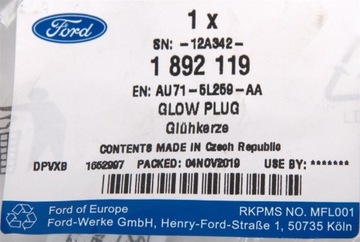 1 x
Ford
SN: -12A342-
1 892 119
EN: AU71-5L259-AA
GLOW PLUG
Glühkerze
CONTENTS MADE IN Czech Republic
DPVXB 1652997 PACKED: 04NOV2019 USE BY: *******
Ford of Europe RKPMS NO. MFL001
Ford-Werke GmbH, Henry-Ford-Straße 1, 50735 Köln